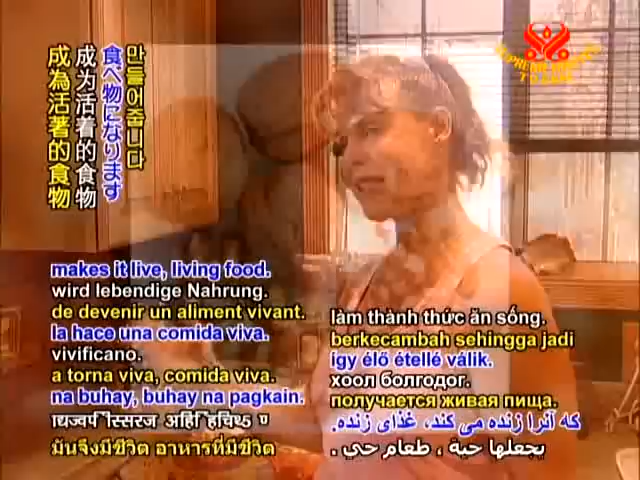 만들어줍니다
食べ物になります
成为活着的食物
成為活著的食物
SUPREME MASTER
TELEVISION
makes it live, living food.
wird lebendige Nahrung.
de devenir un aliment vivant.
la hace una comida viva.
vivificano.
a torna viva, comida viva.
na buhay, buhay na pagkain.
มันจึงมีชีวิต อาหารที่มีชีวิต
làm thành thức ăn sống.
berkecambah sehingga jadi
így élő étellé válik.
хоол болгодог.
получается живая пища.
که آنرا زنده می کند، غذای زنده.
يجعلها حية ، طعام حي .